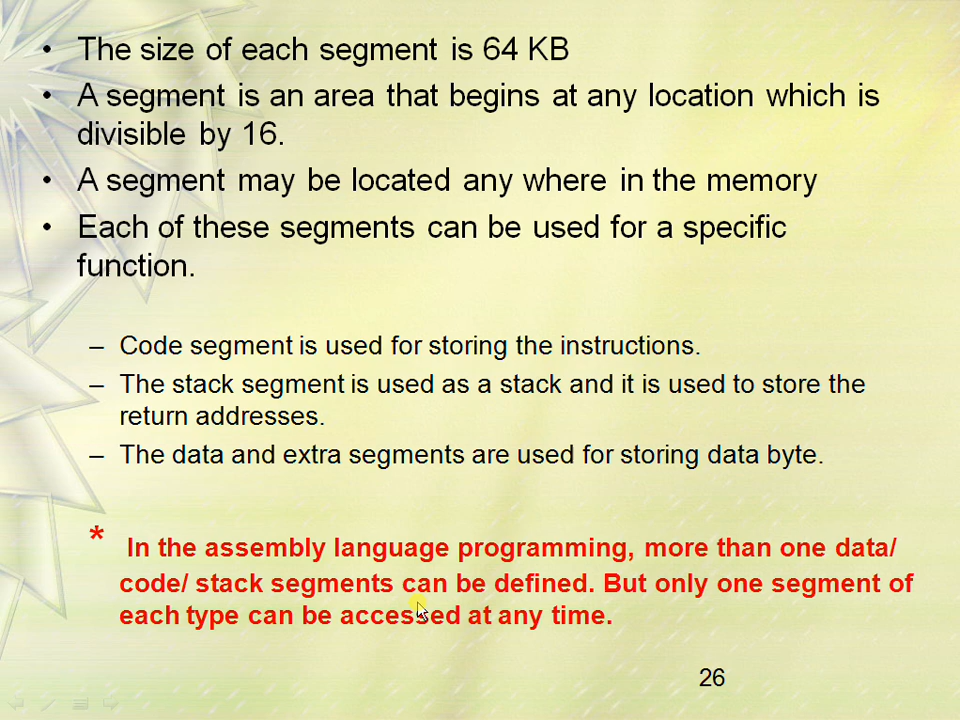 • The size of each segment is 64 KB
• A segment is an area that begins at any location which is
divisible by 16.
• A segment may be located any where in the memory
• Each of these segments can be used for a specific
function.
– Code segment is used for storing the instructions.
– The stack segment is used as a stack and it is used to store the
return addresses.
– The data and extra segments are used for storing data byte.
* In the assembly language programming, more than one data/
code/ stack segments can be defined. But only one segment of
each type can be accessed at any time.
26